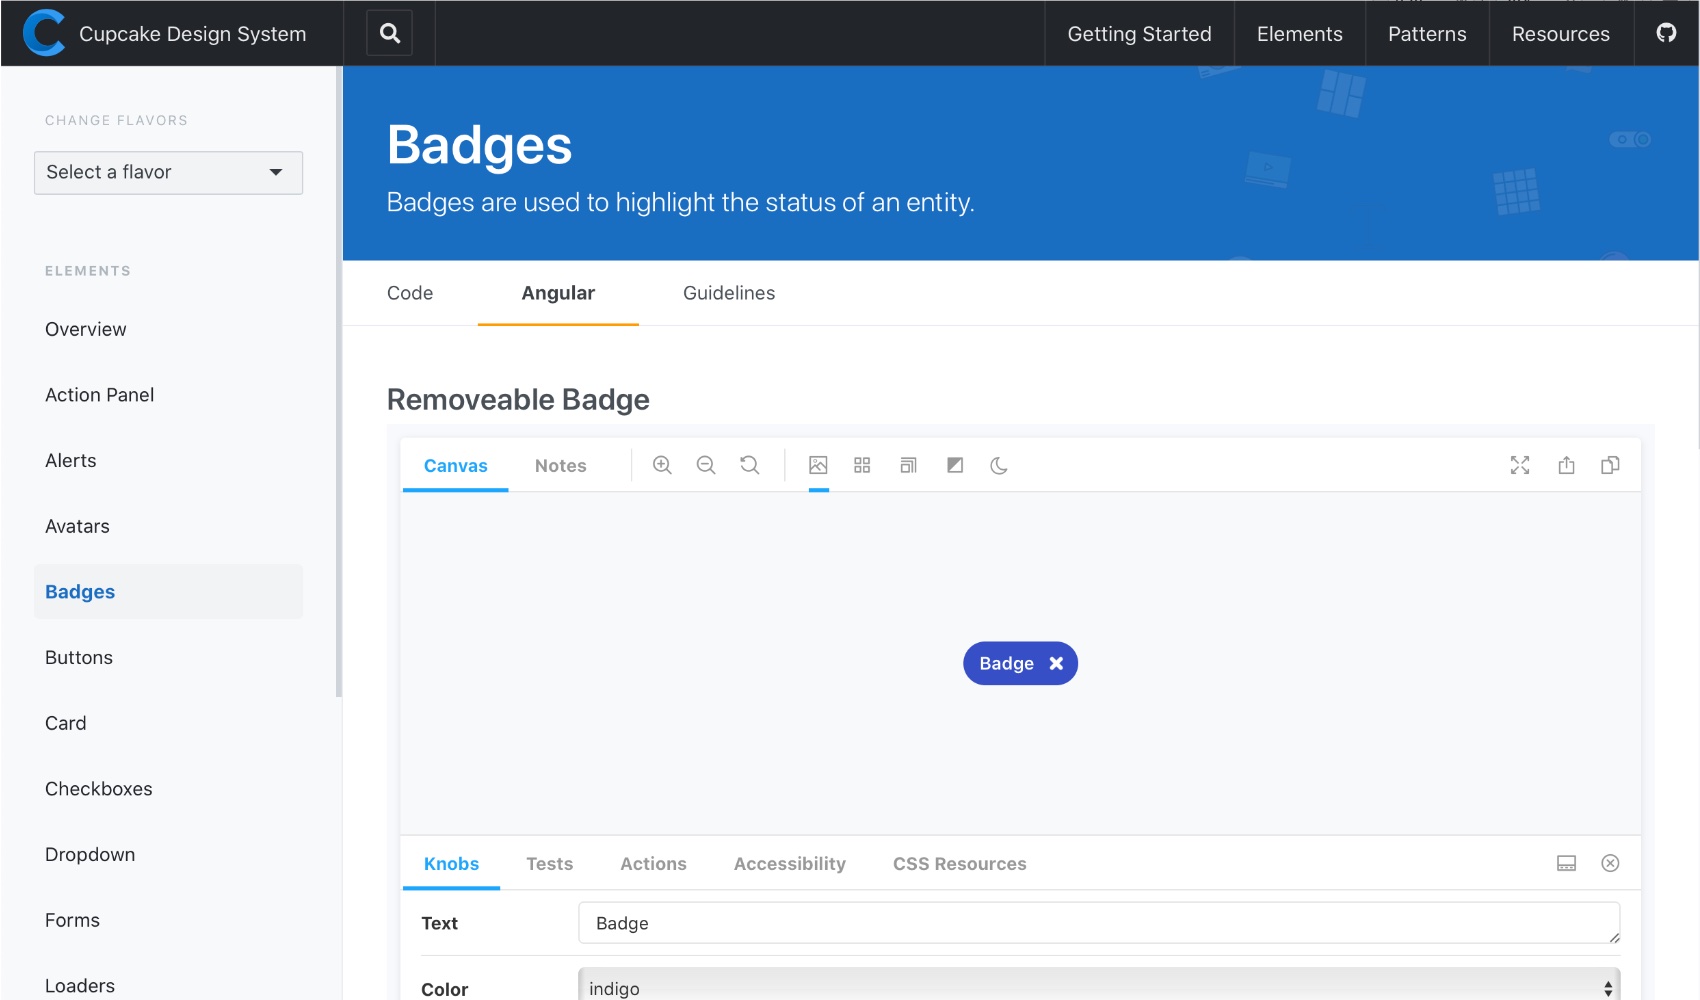 Cupcake Design System
Getting Started
Elements
Patterns
Resources
CHANGE FLAVORS
Select a flavor
ELEMENTS
Overview
Action Panel
Alerts
Avatars
Badges
Buttons
Card
Checkboxes
Dropdown
Forms
Loaders
Badges
Badges are used to highlight the status of an entity.
Code
Angular
Guidelines
Removeable Badge
Canvas
Notes
Badge
Knobs
Tests
Actions
Accessibility
CSS Resources
Text
Badge
Color
indigo